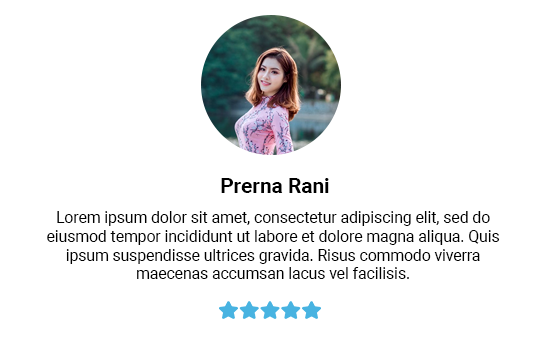 Prerna Rani
Lorem ipsum dolor sit amet, consectetur adipiscing elit, sed do
eiusmod tempor incididunt ut labore et dolore magna aliqua. Quis
ipsum suspendisse ultrices gravida. Risus commodo viverra
maecenas accumsan lacus vel facilisis.